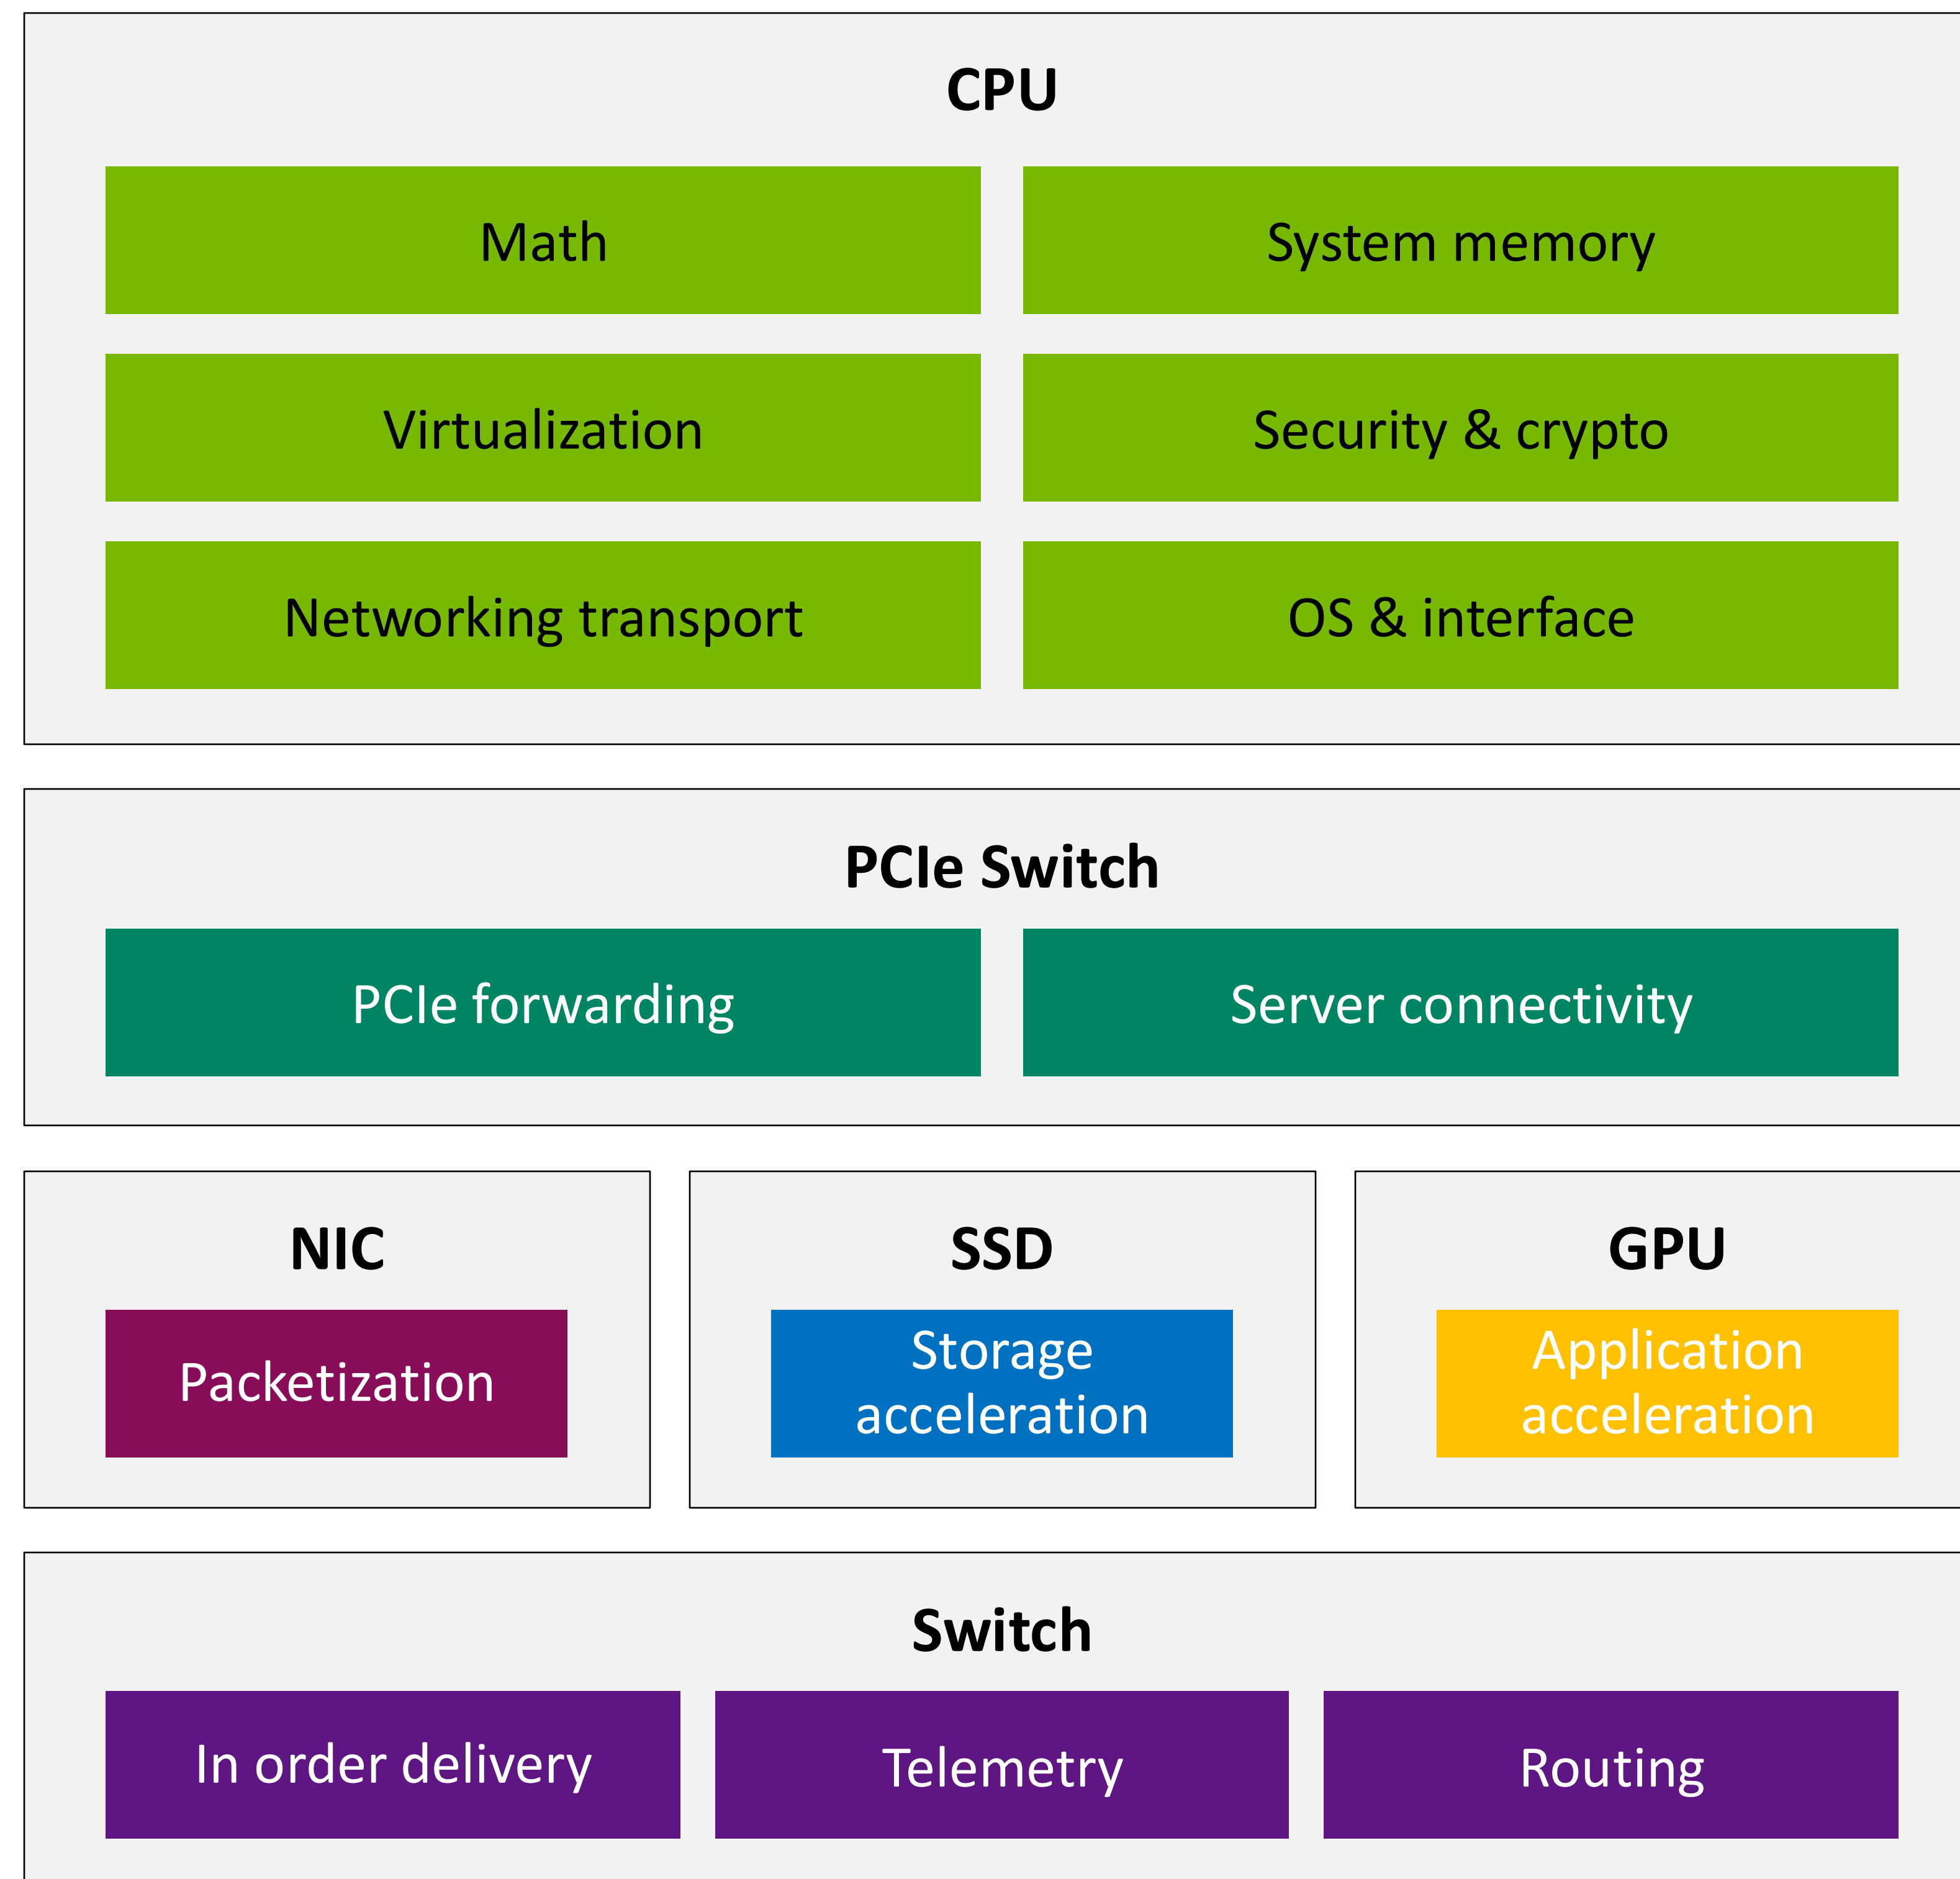 CPU
Math
System memory
Virtualization
Security & crypto
Networking transport
OS & interface
PCIe Switch
PCIe forwarding
Server connectivity
NIC
Packetization
SSD
Storage
acceleration
GPU
Application
acceleration
Switch
In order delivery
Telemetry
Routing